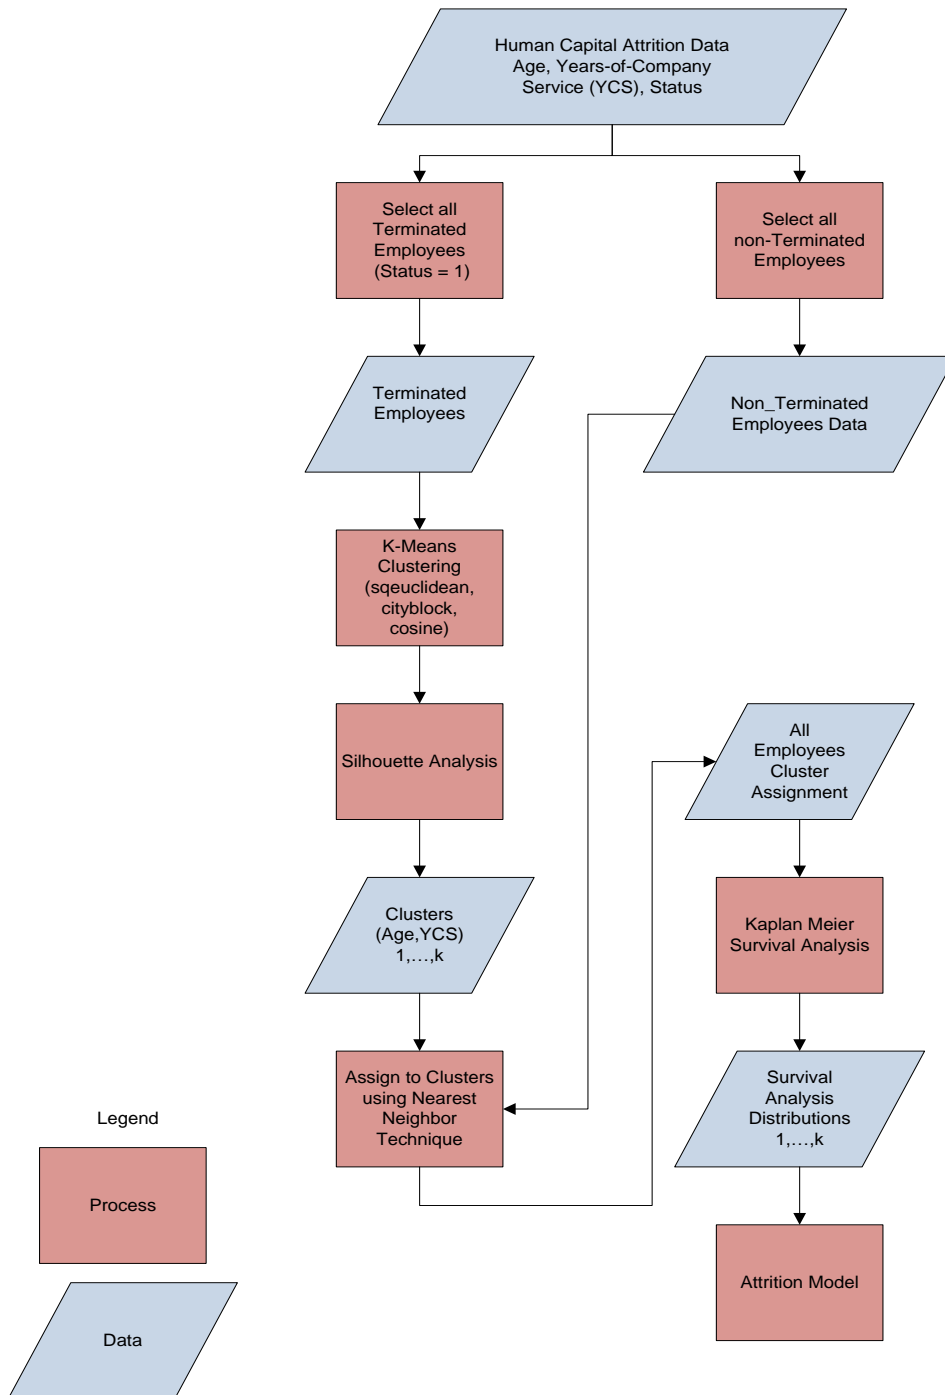 Human Capital Attrition Data
Age, Years-of-Company
Service (YCS), Status
Select all
Terminated
Employees
(Status = 1)
Select all
non-Terminated
Employees
Terminated
Employees
Non_Terminated
Employees Data
K-Means
Clustering
(sqeuclidean,
cityblock,
cosine)
Silhouette Analysis
All
Employees
Cluster
Assignment
Clusters
(Age,YCS)
1,…,k
Kaplan Meier
Survival Analysis
Assign to Clusters
using Nearest
Neighbor
Technique
Survival
Analysis
Distributions
1,…,k
Legend
Process
Attrition Model
Data